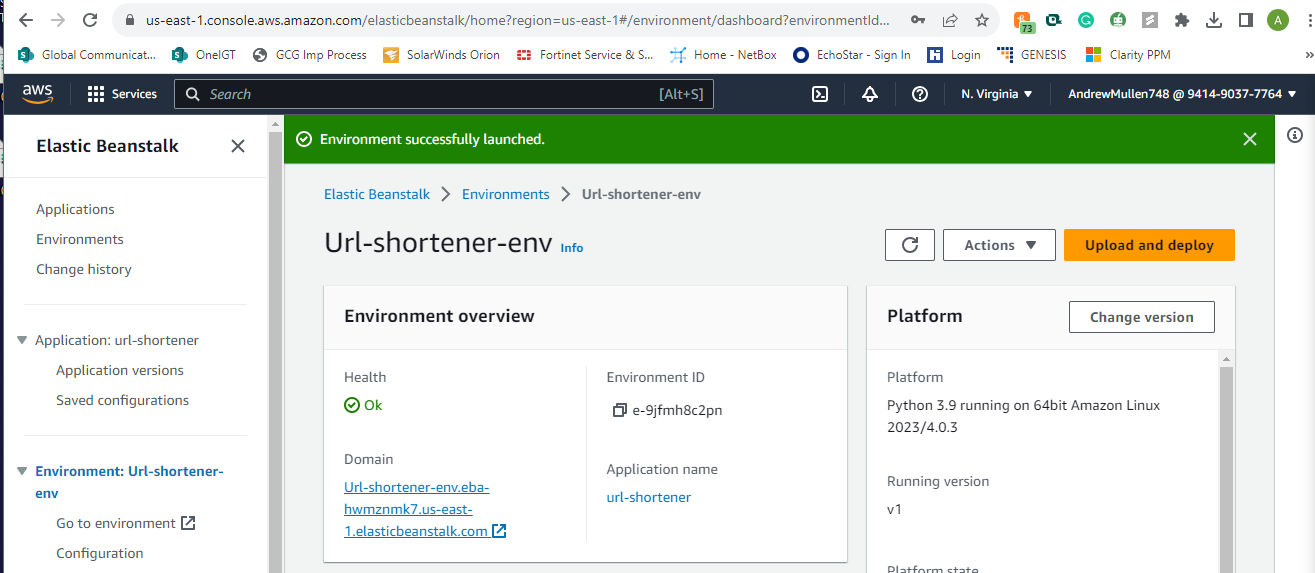 us-east-1.console.aws.amazon.com/elasticbeanstalk/home?region=us-east-1#/environment/dashboard?environmentId...
73
A
Global Communicat...
OneIGT
GCG Imp Process
SolarWinds Orion
Fortinet Service & S...
Home - NetBox
EchoStar - Sign In
Login
GENESIS
Clarity PPM
»
aws
Services
Search
[Alt+S]
N. Virginia
AndrewMullen748 @ 9414-9037-7764
Elastic Beanstalk
Environment successfully launched.
Applications
Environments
Change history
Application: url-shortener
Application versions
Saved configurations
Environment: Url-shortener-
env
Go to environment
Configuration
Elastic Beanstalk
Environments
Url-shortener-env
Url-shortener-env Info
Actions
Upload and deploy
Environment overview
Health
Ok
Domain
Url-shortener-env.eba-
hwmznmk7.us-east-
1.elasticbeanstalk.com
Environment ID
e-9jfmh8c2pn
Application name
url-shortener
Platform
Change version
Platform
Python 3.9 running on 64bit Amazon Linux
2023/4.0.3
Running version
v1
Platform state